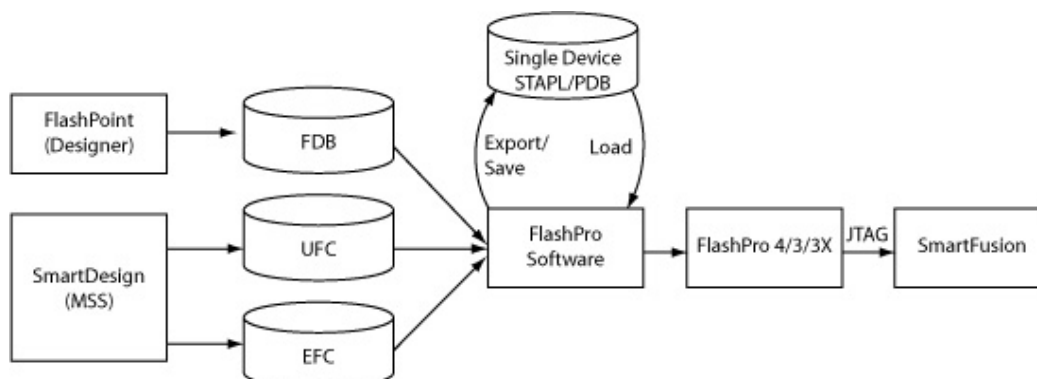 Single Device
STAPL/PDB
FlashPoint
(Designer)
FDB
Export/
Save
Load
SmartDesign
(MSS)
UFC
EFC
FlashPro
Software
FlashPro 4/3/3X
JTAG
SmartFusion